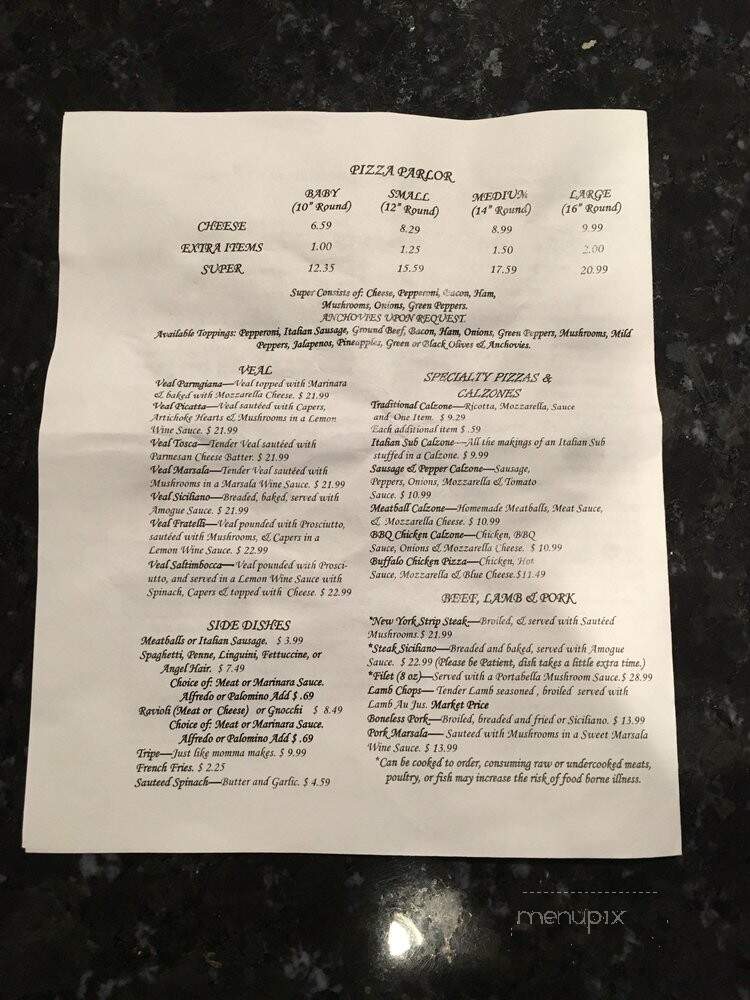 PIZZA PARLOR
BABY SMALL MEDIUM LARGE
(10" Round) (12" Round) (14" Round) (16" Round)
CHEESE 6.59 8.29 8.99 9.99
EXTRA ITEMS 1.00 1.25 1.50 2.00
SUPER 12.35 15.59 17.59 20.99
Super Consists of: Cheese, Pepperoni, Bacon, Ham,
Mushrooms, Onions, Green Peppers.
ANCHOVIES UPON REQUEST
Available Toppings: Pepperoni, Italian Sausage, Ground Beef, Bacon, Ham, Onions, Green Peppers, Mushrooms, Mild
Peppers, Jalapenos, Pineapples, Green or Black Olives & Anchovies.
VEAL
Veal Parmgiana—Veal topped with Marinara
& baked with Mozzarella Cheese. $ 21.99
Veal Picatta—Veal sautéed with Capers,
Artichoke Hearts & Mushrooms in a Lemon
Wine Sauce. $ 21.99
Veal Tosca—Tender Veal sautéed with
Parmesan Cheese Batter. $ 21.99
Veal Marsala—Tender Veal sautéed with
Mushrooms in a Marsala Wine Sauce. $ 21.99
Veal Siciliano—Breaded, baked, served with
Amogue Sauce. $ 21.99
Veal Fratelli—Veal pounded with Prosciutto,
sautéed with Mushrooms, & Capers in a
Lemon Wine Sauce. $ 22.99
Veal Saltimbocca— Veal pounded with Prosci-
utto, and served in a Lemon Wine Sauce with
Spinach, Capers & topped with Cheese. $ 22.99
SIDE DISHES
Meatballs or Italian Sausage. $ 3.99
Spaghetti, Penne, Linguini, Fettuccine, or
Angel Hair. $ 7.49
Choice of: Meat or Marinara Sauce.
Alfredo or Palomino Add $ .69
Ravioli (Meat or Cheese) or Gnocchi $ 8.49
Choice of: Meat or Marinara Sauce.
Alfredo or Palomino Add $ .69
Tripe—Just like momma makes. $ 9.99
French Fries. $ 2.25
Sauteed Spinach—Butter and Garlic. $ 4.59
SPECIALTY PIZZAS &
CALZONES
Traditional Calzone—Ricotta, Mozzarella, Sauce
and One Item. $ 9.29
Each additional item $ .59
Italian Sub Calzone—All the makings of an Italian Sub
stuffed in a Calzone. $ 9.99
Sausage & Pepper Calzone—Sausage,
Peppers, Onions, Mozzarella & Tomato
Sauce. $ 10.99
Meatball Calzone—Homemade Meatballs, Meat Sauce,
& Mozzarella Cheese. $ 10.99
BBQ Chicken Calzone—Chicken, BBQ
Sauce, Onions & Mozzarella Cheese. $ 10.99
Buffalo Chicken Pizza—Chicken, Hot
Sauce, Mozzarella & Blue Cheese.$11.49
BEEF, LAMB & PORK
*New York Strip Steak—Broiled, & served with Sautéed
Mushrooms.$ 21.99
*Steak Siciliano—Breaded and baked, served with Amogue
Sauce. $ 22.99 (Please be Patient, dish takes a little extra time.)
*Filet (8 oz)—Served with a Portabella Mushroom Sauce.$ 28.99
Lamb Chops— Tender Lamb seasoned , broiled served with
Lamb Au Jus. Market Price
Boneless Pork—Broiled, breaded and fried or Siciliano. $ 13.99
Pork Marsala— Sauteed with Mushrooms in a Sweet Marsala
Wine Sauce. $ 13.99
*Can be cooked to order, consuming raw or undercooked meats,
poultry, or fish may increase the risk of food borne illness.
menupix